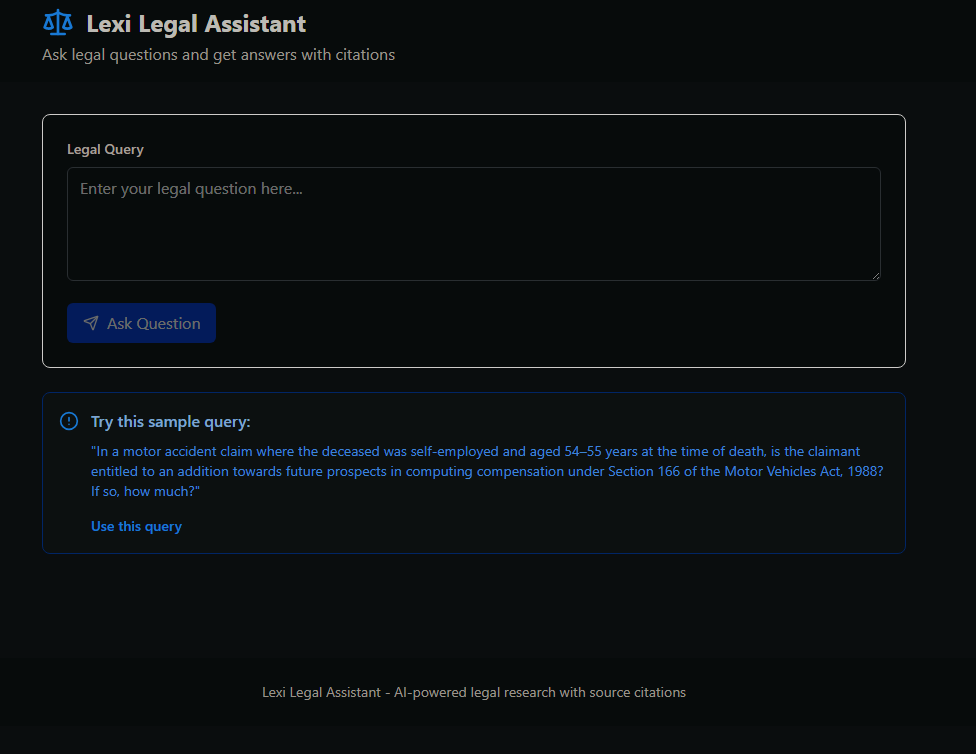 Lexi Legal Assistant
Ask legal questions and get answers with citations
Legal Query
Enter your legal question here...
Ask Question
Try this sample query:
"In a motor accident claim where the deceased was self-employed and aged 54–55 years at the time of death, is the claimant
entitled to an addition towards future prospects in computing compensation under Section 166 of the Motor Vehicles Act, 1988?
If so, how much?"
Use this query
Lexi Legal Assistant - AI-powered legal research with source citations